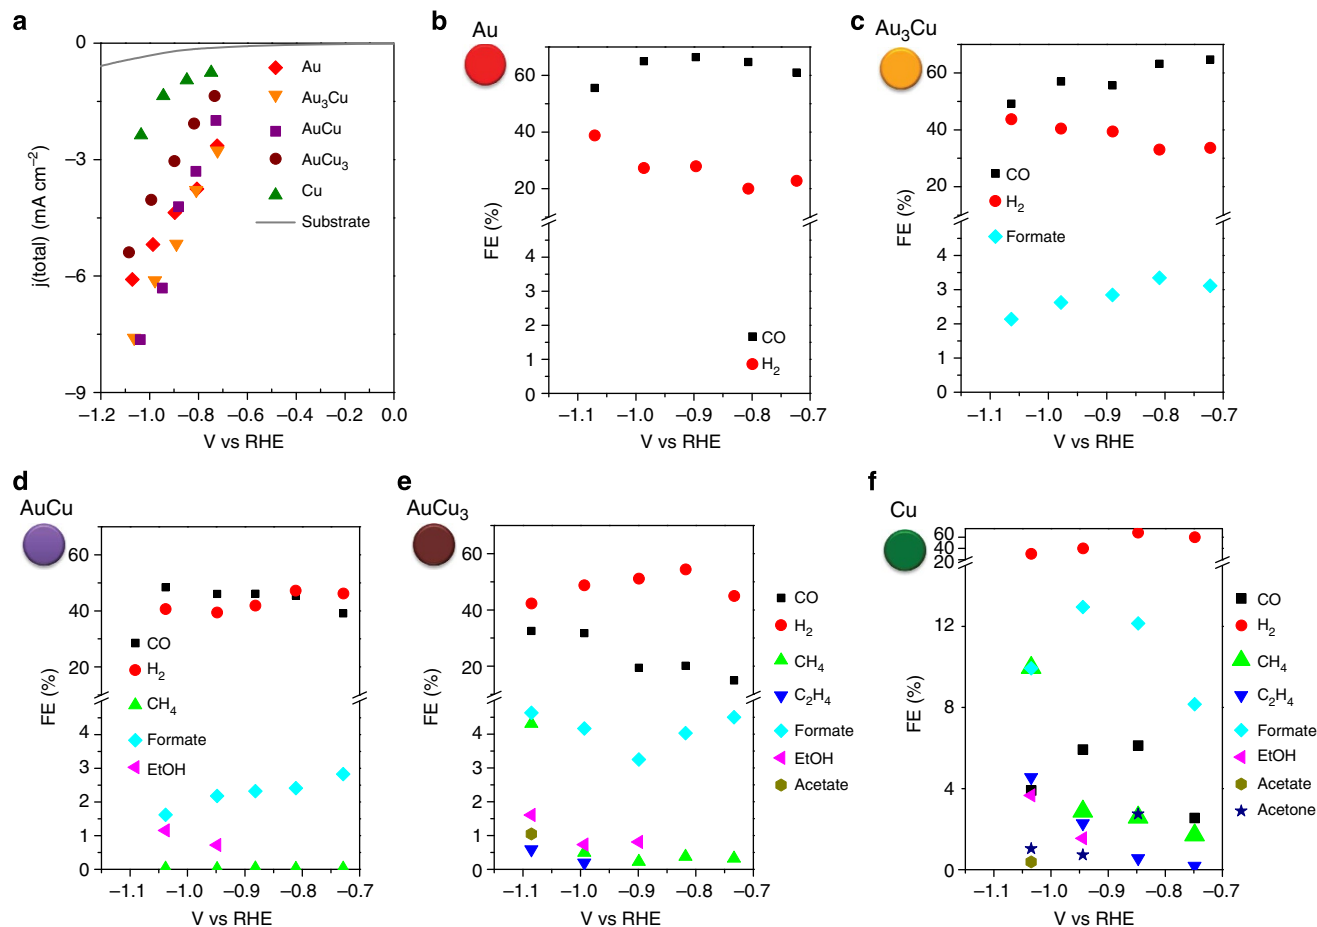 a
0
−3
−6
−9
j(total) (mA cm−2)
−1.2 −1.0 −0.8 −0.6 −0.4 −0.2 0.0
V vs RHE
Au
Au3Cu
AuCu
AuCu3
Cu
Substrate
b
Au
60
40
20
4
3
2
1
0
FE (%)
CO
H2
−1.1 −1.0 −0.9 −0.8 −0.7
V vs RHE
c
Au3Cu
60
40
20
4
3
2
1
0
FE (%)
CO
H2
Formate
−1.1 −1.0 −0.9 −0.8 −0.7
V vs RHE
d
AuCu
60
40
20
4
3
2
1
0
FE (%)
CO
H2
CH4
Formate
EtOH
−1.1 −1.0 −0.9 −0.8 −0.7
V vs RHE
e
AuCu3
60
40
20
4
3
2
1
0
FE (%)
−1.1 −1.0 −0.9 −0.8 −0.7
V vs RHE
CO
H2
CH4
C2H4
Formate
EtOH
Acetate
f
Cu
60
40
20
12
8
4
0
FE (%)
−1.1 −1.0 −0.9 −0.8 −0.7
V vs RHE
CO
H2
CH4
C2H4
Formate
EtOH
Acetate
Acetone